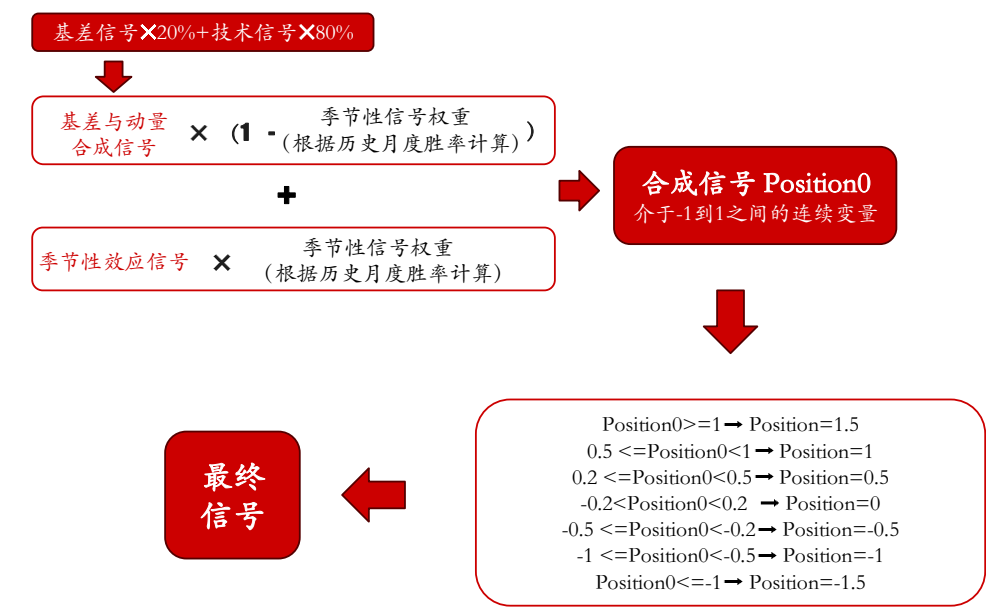 基差信号×20%+技术信号×80%
基差与动量
合成信号
×
(1 -
季节性信号权重
(根据历史月度胜率计算)
)
+
季节性效应信号
×
季节性信号权重
(根据历史月度胜率计算)
合成信号 Position0
介于-1到1之间的连续变量
Position0>=1→ Position=1.5
0.5 <=Position0<1→ Position=1
0.2 <=Position0<0.5→ Position=0.5
-0.2<Position0<0.2 → Position=0
-0.5 <=Position0<-0.2→ Position=-0.5
-1 <=Position0<-0.5→ Position=-1
Position0<=-1→ Position=-1.5
最终
信号